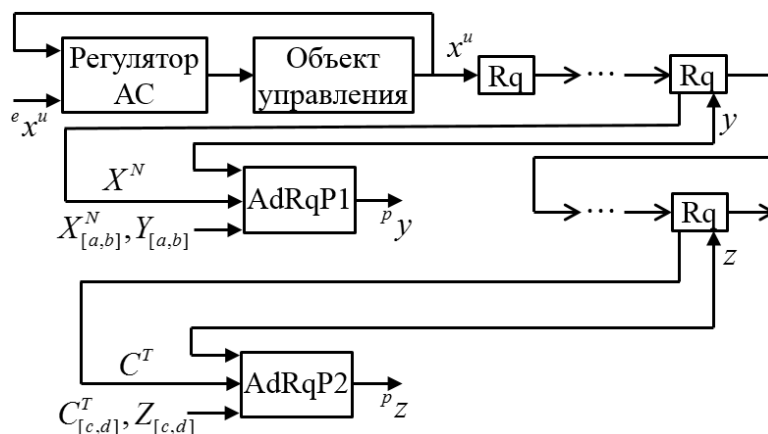 Регулятор
АС
Объект
управления
x^u
Rq
...
Rq
^e x^u
y
X^N
AdRqP1
^p y
X^N_[a,b], Y_[a,b]
...
Rq
z
C^T
AdRqP2
^p z
C^T_[c,d], Z_[c,d]